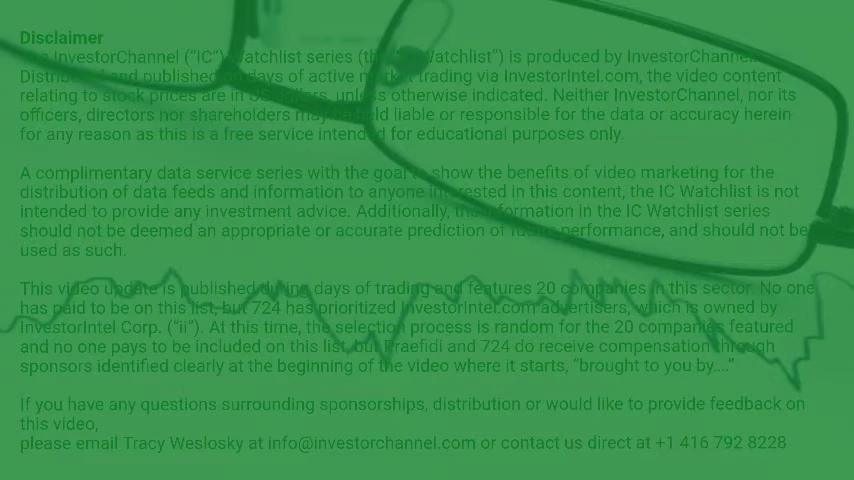 Disclaimer
The InvestorChannel (“IC”) Watchlist series (the “IC Watchlist”) is produced by InvestorChannel.
Distributed and published on days of active market trading via InvestorIntel.com, the video content
relating to stock prices are in US dollars, unless otherwise indicated. Neither InvestorChannel, nor its
officers, directors nor shareholders may be held liable or responsible for the data or accuracy herein
for any reason as this is a free service intended for educational purposes only.
A complimentary data service series with the goal to show the benefits of video marketing for the
distribution of data feeds and information to anyone interested in this content, the IC Watchlist is not
intended to provide any investment advice. Additionally, the information in the IC Watchlist series
should not be deemed an appropriate or accurate prediction of future performance, and should not be
used as such.
This video update is published during days of trading and features 20 companies in this sector. No one
has paid to be on this list, but 724 has prioritized InvestorIntel.com advertisers, which is owned by
InvestorIntel Corp. (“ii”). At this time, the selection process is random for the 20 companies featured
and no one pays to be included on this list, but Praefidi and 724 do receive compensation through
sponsors identified clearly at the beginning of the video where it starts, “brought to you by....”
If you have any questions surrounding sponsorships, distribution or would like to provide feedback on
this video,
please email Tracy Weslosky at info@investorchannel.com or contact us direct at +1 416 792 8228